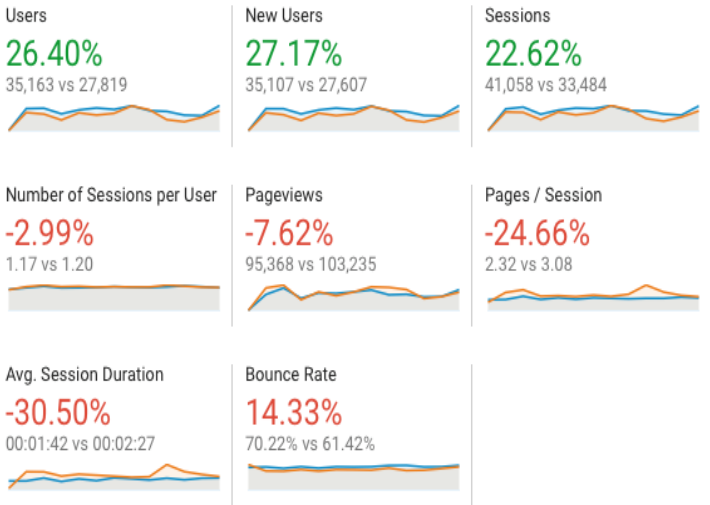 Users
26.40%
35,163 vs 27,819
New Users
27.17%
35,107 vs 27,607
Sessions
22.62%
41,058 vs 33,484
Number of Sessions per User
-2.99%
1.17 vs 1.20
Pageviews
-7.62%
95,368 vs 103,235
Pages / Session
-24.66%
2.32 vs 3.08
Avg. Session Duration
-30.50%
00:01:42 vs 00:02:27
Bounce Rate
14.33%
70.22% vs 61.42%